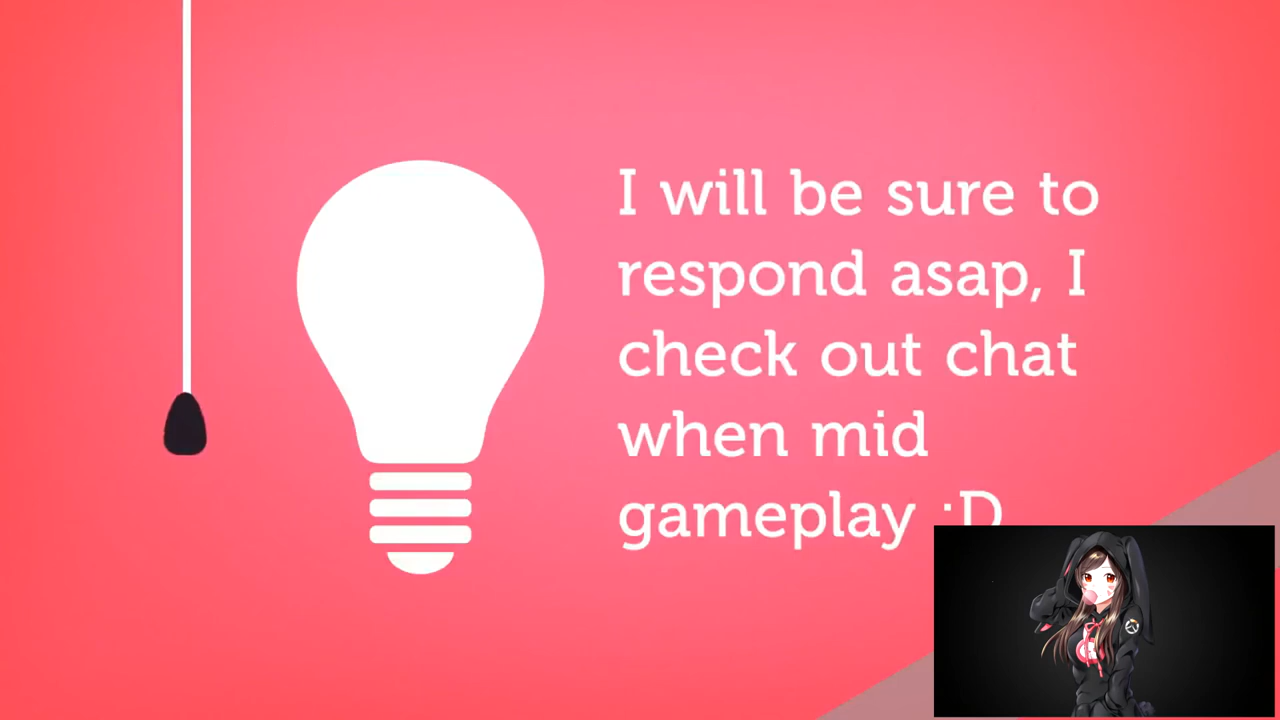 I will be sure to
respond asap, I
check out chat
when mid
gameplay :D